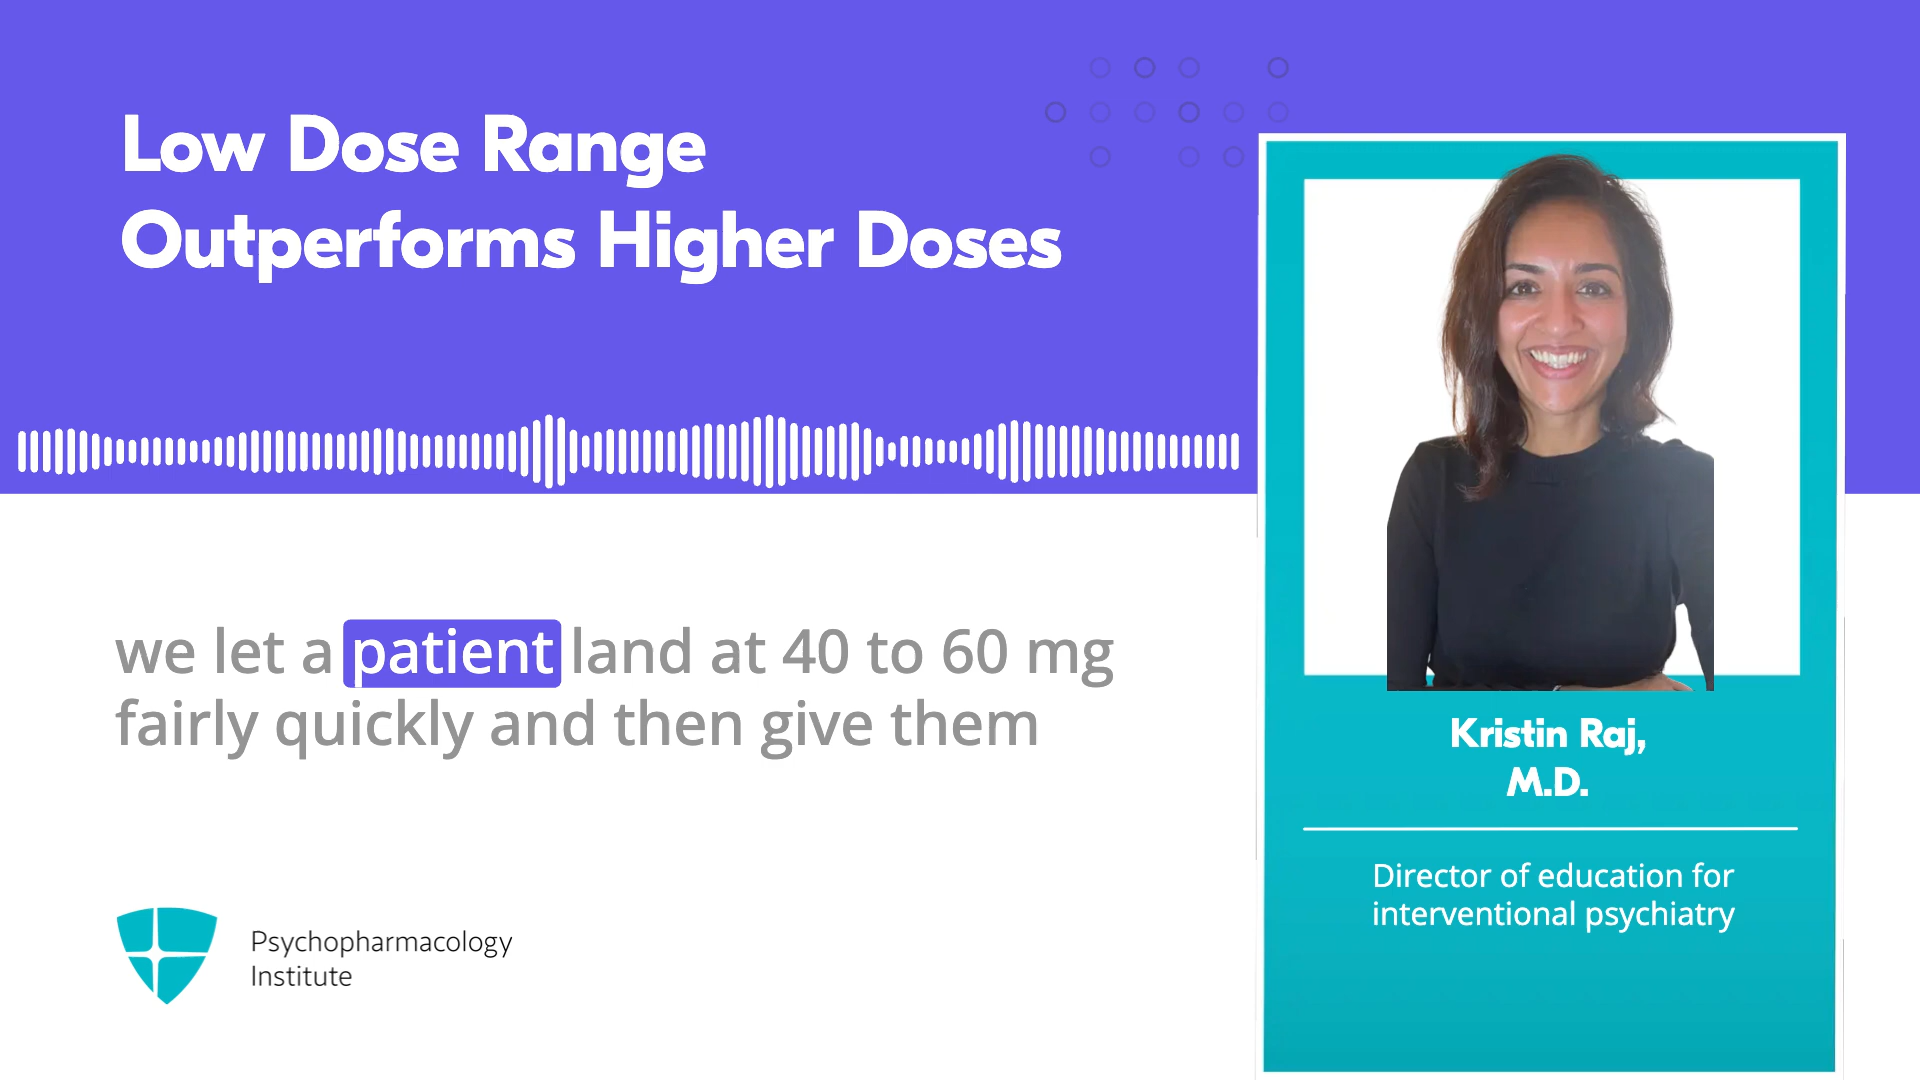 Low Dose Range
Outperforms Higher Doses
we let a patient land at 40 to 60 mg
fairly quickly and then give them
Psychopharmacology
Institute
Kristin Raj,
M.D.
Director of education for
interventional psychiatry